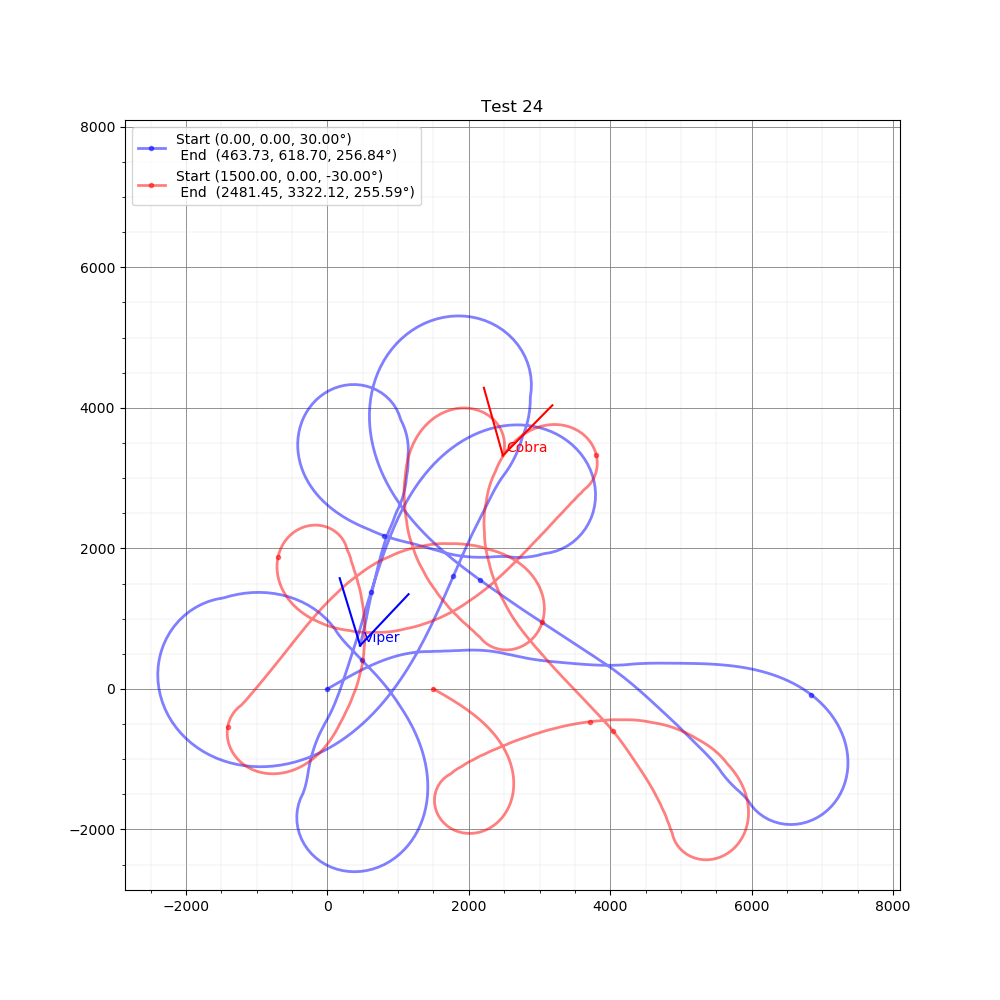 Test 24
Start (0.00, 0.00, 30.00°)
End  (463.73, 618.70, 256.84°)
Start (1500.00, 0.00, -30.00°)
End  (2481.45, 3322.12, 255.59°)
8000
6000
4000
2000
0
−2000
Cobra
Viper
−2000
0
2000
4000
6000
8000